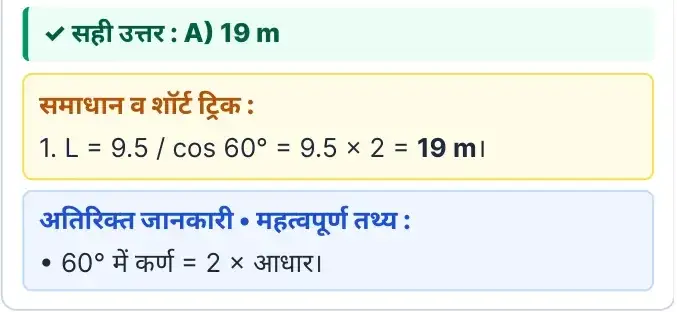 ✓ सही उत्तर : A) 19 m
समाधान व शॉर्ट ट्रिक :
1. L = 9.5 / cos 60° = 9.5 × 2 = 19 m।
अतिरिक्त जानकारी • महत्वपूर्ण तथ्य :
• 60° में कर्ण = 2 × आधार।